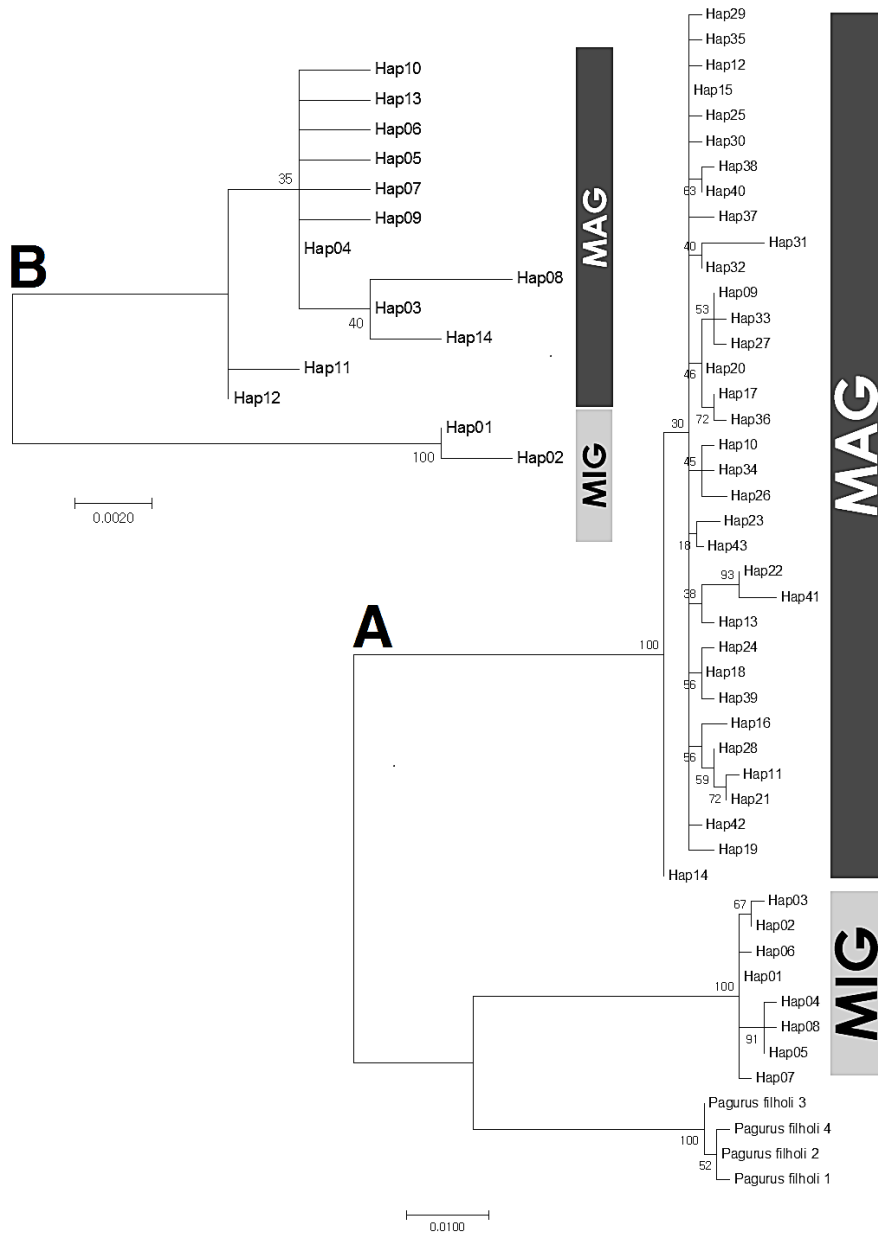 B
Hap10
Hap13
Hap06
Hap05
35
Hap07
Hap09
Hap04
Hap08
Hap03
40
Hap14
Hap11
Hap12
Hap01
100
Hap02
MAG
MIG
0.0020
A
Hap29
Hap35
Hap12
Hap15
Hap25
Hap30
Hap38
63
Hap40
Hap37
40
Hap31
Hap32
Hap09
53
Hap33
Hap27
46
Hap20
Hap17
72
Hap36
30
Hap10
45
Hap34
Hap26
Hap23
18
Hap43
93
Hap22
Hap41
38
Hap13
100
Hap24
Hap18
56
Hap39
Hap16
56
Hap28
59
Hap11
72
Hap21
Hap42
Hap19
Hap14
MAG
67
Hap03
Hap02
Hap06
100
Hap01
Hap04
Hap08
91
Hap05
Hap07
MIG
Pagurus filholi 3
100
Pagurus filholi 4
Pagurus filholi 2
52
Pagurus filholi 1
0.0100